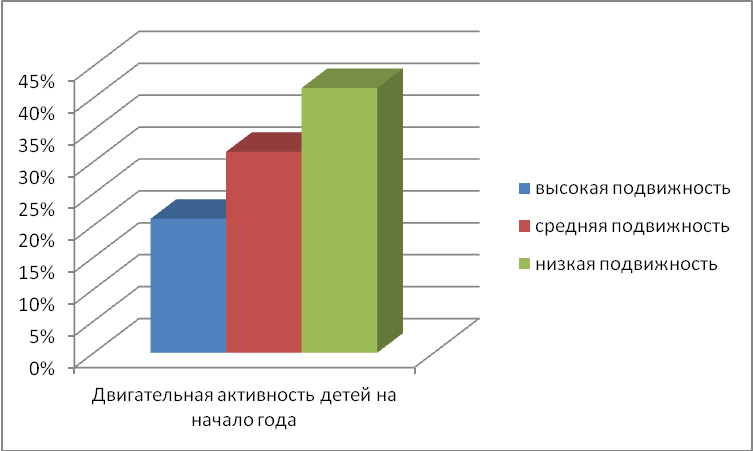 45%
40%
35%
30%
25%
20%
15%
10%
5%
0%
Двигательная активность детей на
начало года
высокая подвижность
средняя подвижность
низкая подвижность